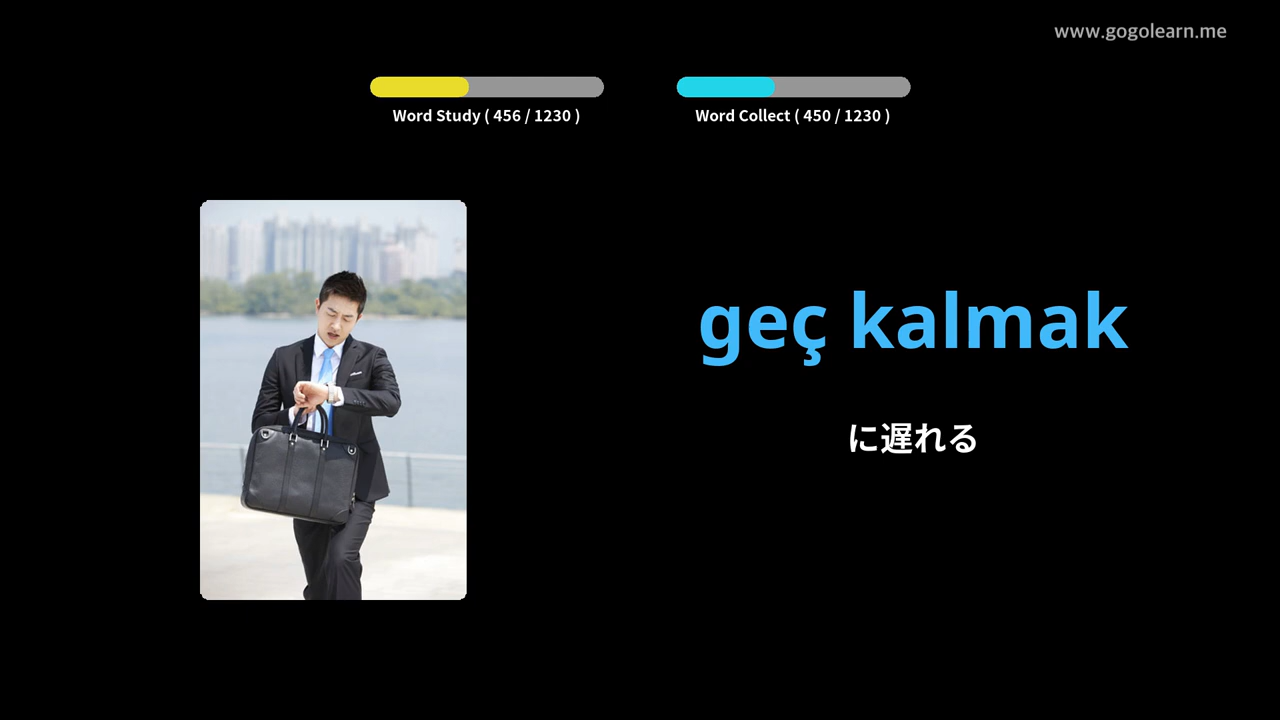 www.gogolearn.me
Word Study ( 456 / 1230 )
Word Collect ( 450 / 1230 )
geç kalmak
に遅れる